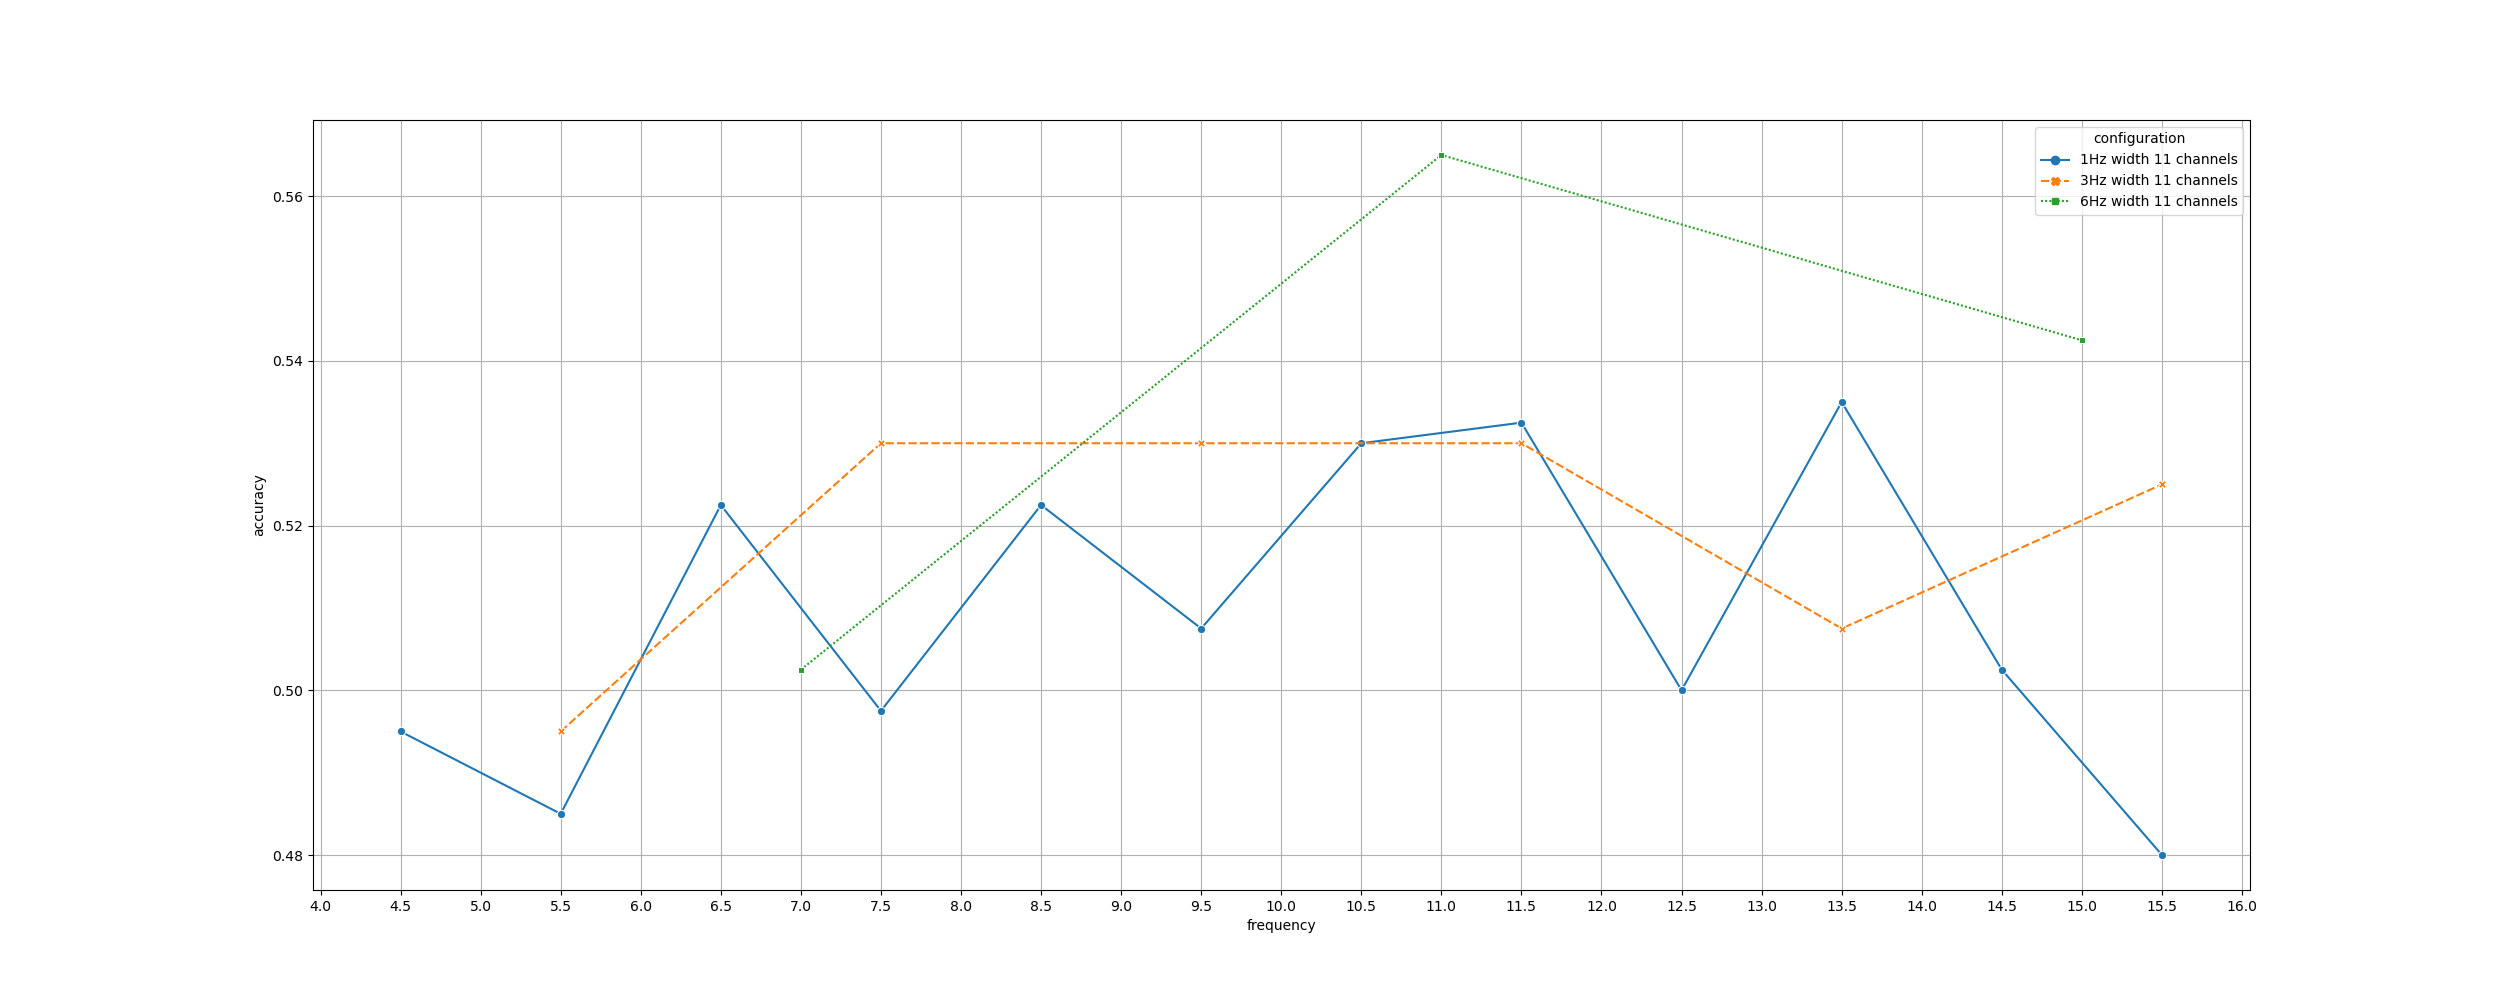 configuration
1Hz width 11 channels
3Hz width 11 channels
6Hz width 11 channels
0.56
0.54
0.52
0.50
0.48
accuracy
4.0 4.5 5.0 5.5 6.0 6.5 7.0 7.5 8.0 8.5 9.0 9.5 10.0 10.5 11.0 11.5 12.0 12.5 13.0 13.5 14.0 14.5 15.0 15.5 16.0
frequency